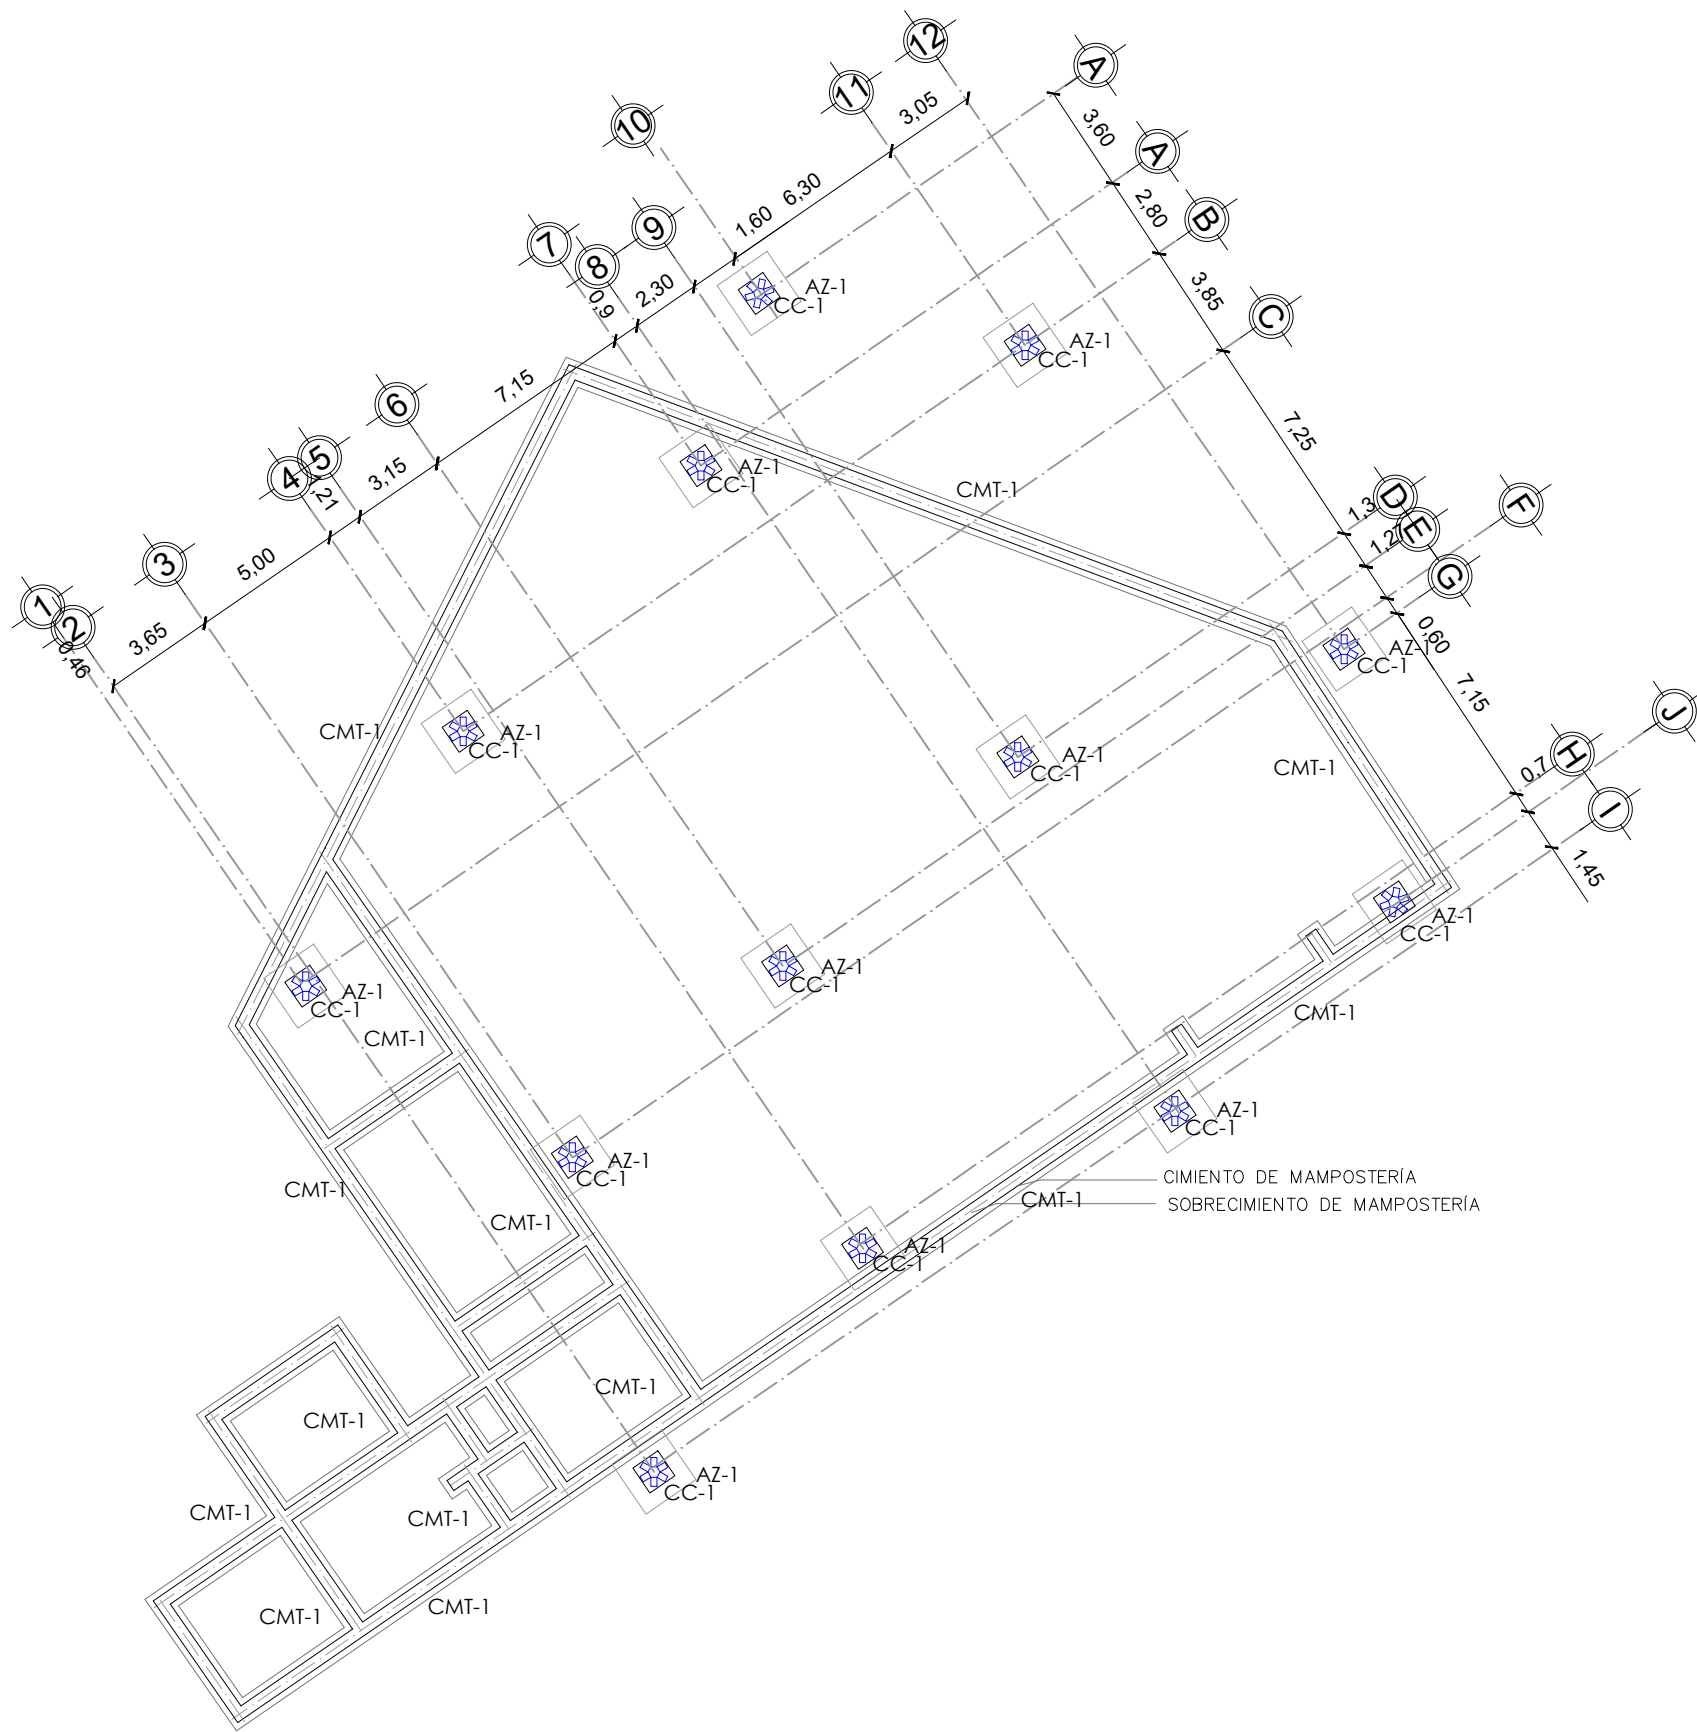 12
A
11
3,05
3,60
10
A
6,30
2,80
B
1,60
9
7
8
2,30
3,85
C
0,9
AZ-1
CC-1
AZ-1
CC-1
7,15
6
7,25
5
4
3,15
AZ-1
CC-1
CMT-1
D
F
1,3
E
1,27
5,00
3
G
1
2
3,65
0,60
0,46
AZ-1
CC-1
7,15
J
CMT-1
AZ-1
CC-1
AZ-1
CC-1
CMT-1
H
0,7
I
1,45
AZ-1
CC-1
AZ-1
CC-1
AZ-1
CC-1
CMT-1
CMT-1
AZ-1
CC-1
AZ-1
CC-1
CMT-1
CIMIENTO DE MAMPOSTERÍA
CMT-1
SOBRECIMIENTO DE MAMPOSTERÍA
CMT-1
AZ-1
CC-1
CMT-1
CMT-1
AZ-1
CC-1
CMT-1
CMT-1
CMT-1
CMT-1